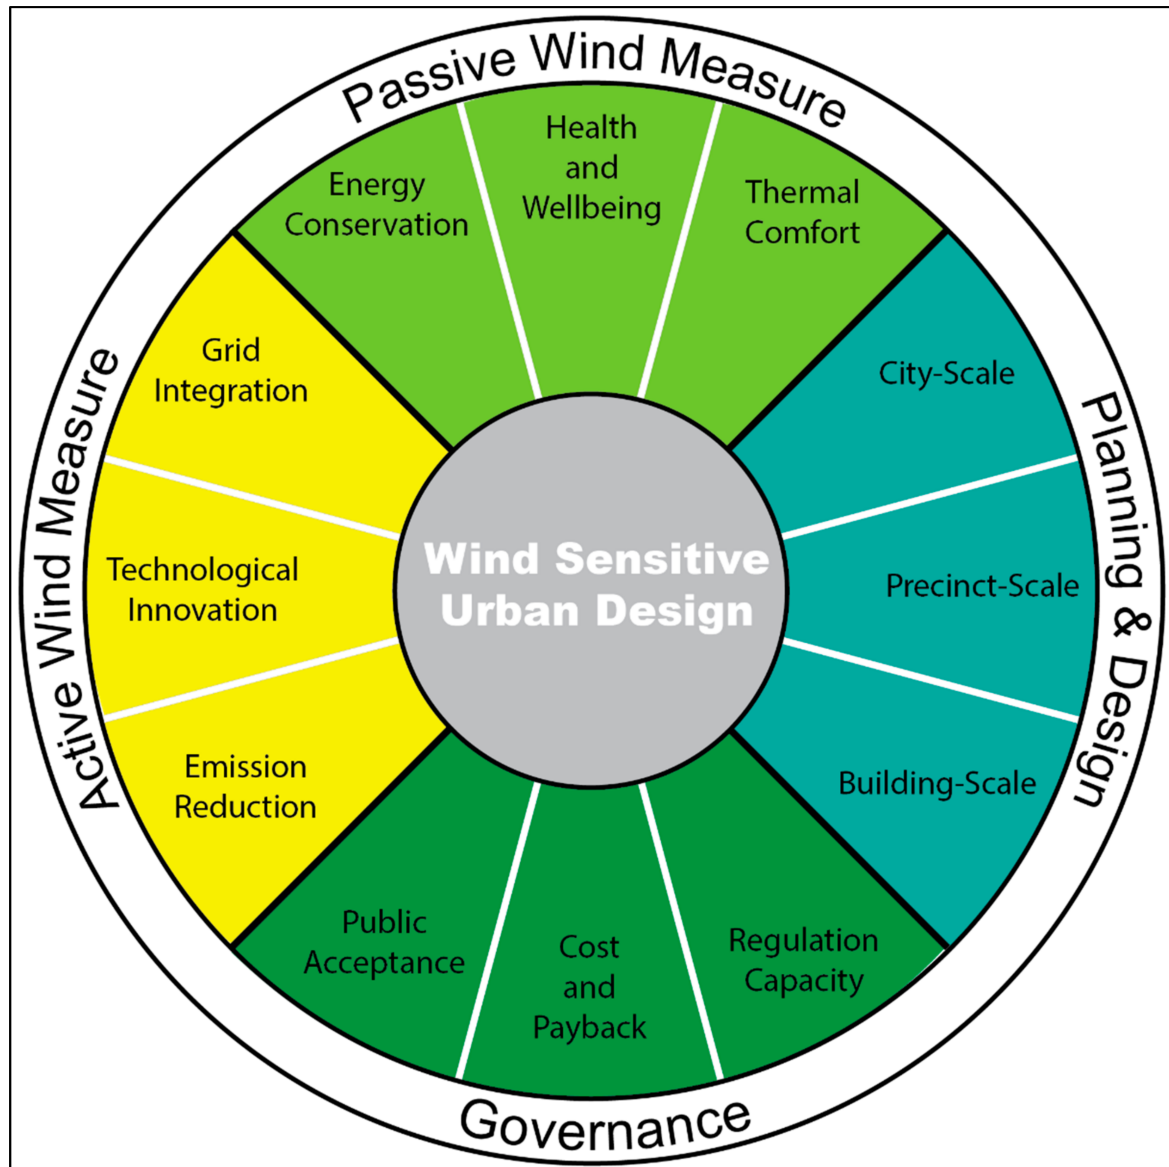 Passive Wind Measure
Health
and
Wellbeing
Energy
Conservation
Thermal
Comfort
Grid
Integration
City-Scale
Active Wind Measure
Technological
Innovation
Wind Sensitive
Urban Design
Precinct-Scale
Planning & Design
Emission
Reduction
Building-Scale
Public
Acceptance
Cost
and
Payback
Regulation
Capacity
Governance